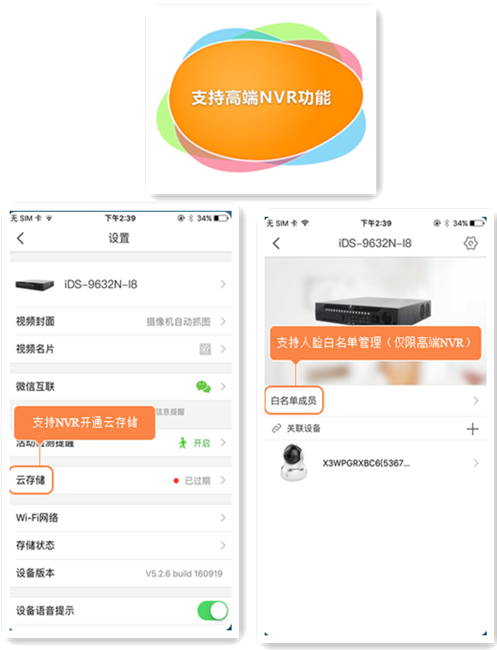 支持高端NVR功能
无 SIM 卡 下午2:39 34%
设置
iDS-9632N-I8
视频封面 摄像机自动抓图
视频名片
微信互联
信息提醒
支持NVR开通云存储
活动检测提醒 开启
云存储 已过期
Wi-Fi网络
存储状态
设备版本 V5.2.6 build 160919
设备语音提示
无 SIM 卡 下午2:39 34%
iDS-9632N-I8
支持人脸白名单管理（仅限高端NVR）
白名单成员
关联设备
X3WPGRXBC6(5367...